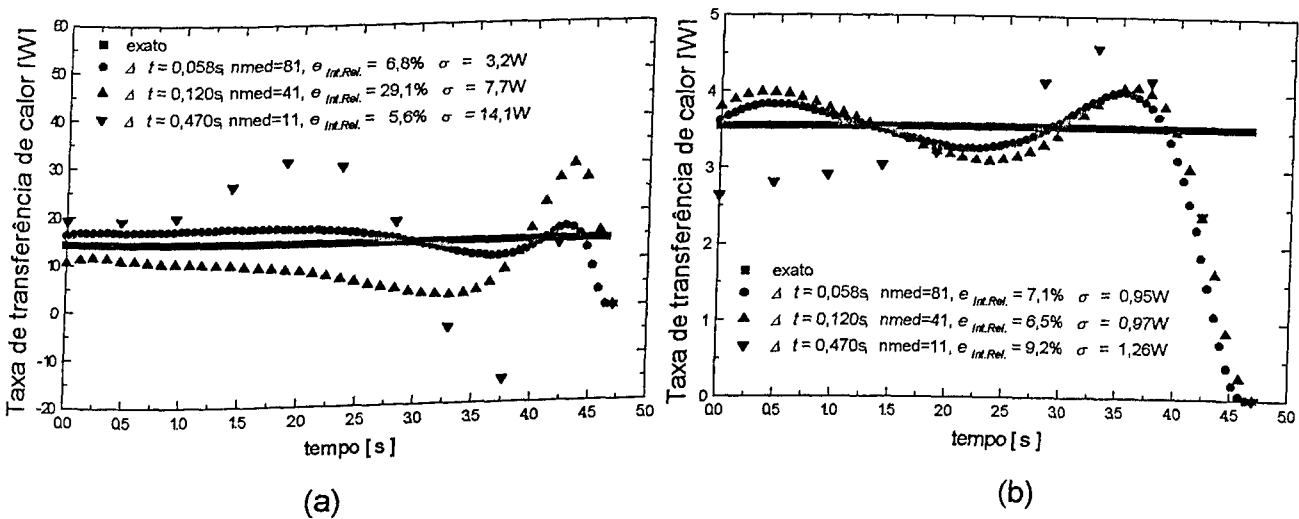 Taxa de transferência de calor [W]
60
50
40
30
20
10
0
-10
-20
■ exato
● Δ t=0,058s, nmed=81, e Int.Rel. = 6,8% σ = 3,2W
▲ Δ t=0,120s, nmed=41, e Int.Rel. = 29,1% σ = 7,7W
▼ Δ t=0,470s, nmed=11, e Int.Rel. = 5,6% σ = 14,1W
0.0 0.5 1.0 1.5 2.0 2.5 3.0 3.5 4.0 4.5 5.0
tempo [ s ]
(a)
Taxa de transferência de calor [W]
5
4
3
2
1
0
■ exato
● Δ t=0,058s, nmed=81, e Int.Rel. = 7,1% σ = 0,95W
▲ Δ t=0,120s, nmed=41, e Int.Rel. = 6,5% σ = 0,97W
▼ Δ t=0,470s, nmed=11, e Int.Rel. = 9,2% σ = 1,26W
0.0 0.5 1.0 1.5 2.0 2.5 3.0 3.5 4.0 4.5 5.0
tempo [ s ]
(b)